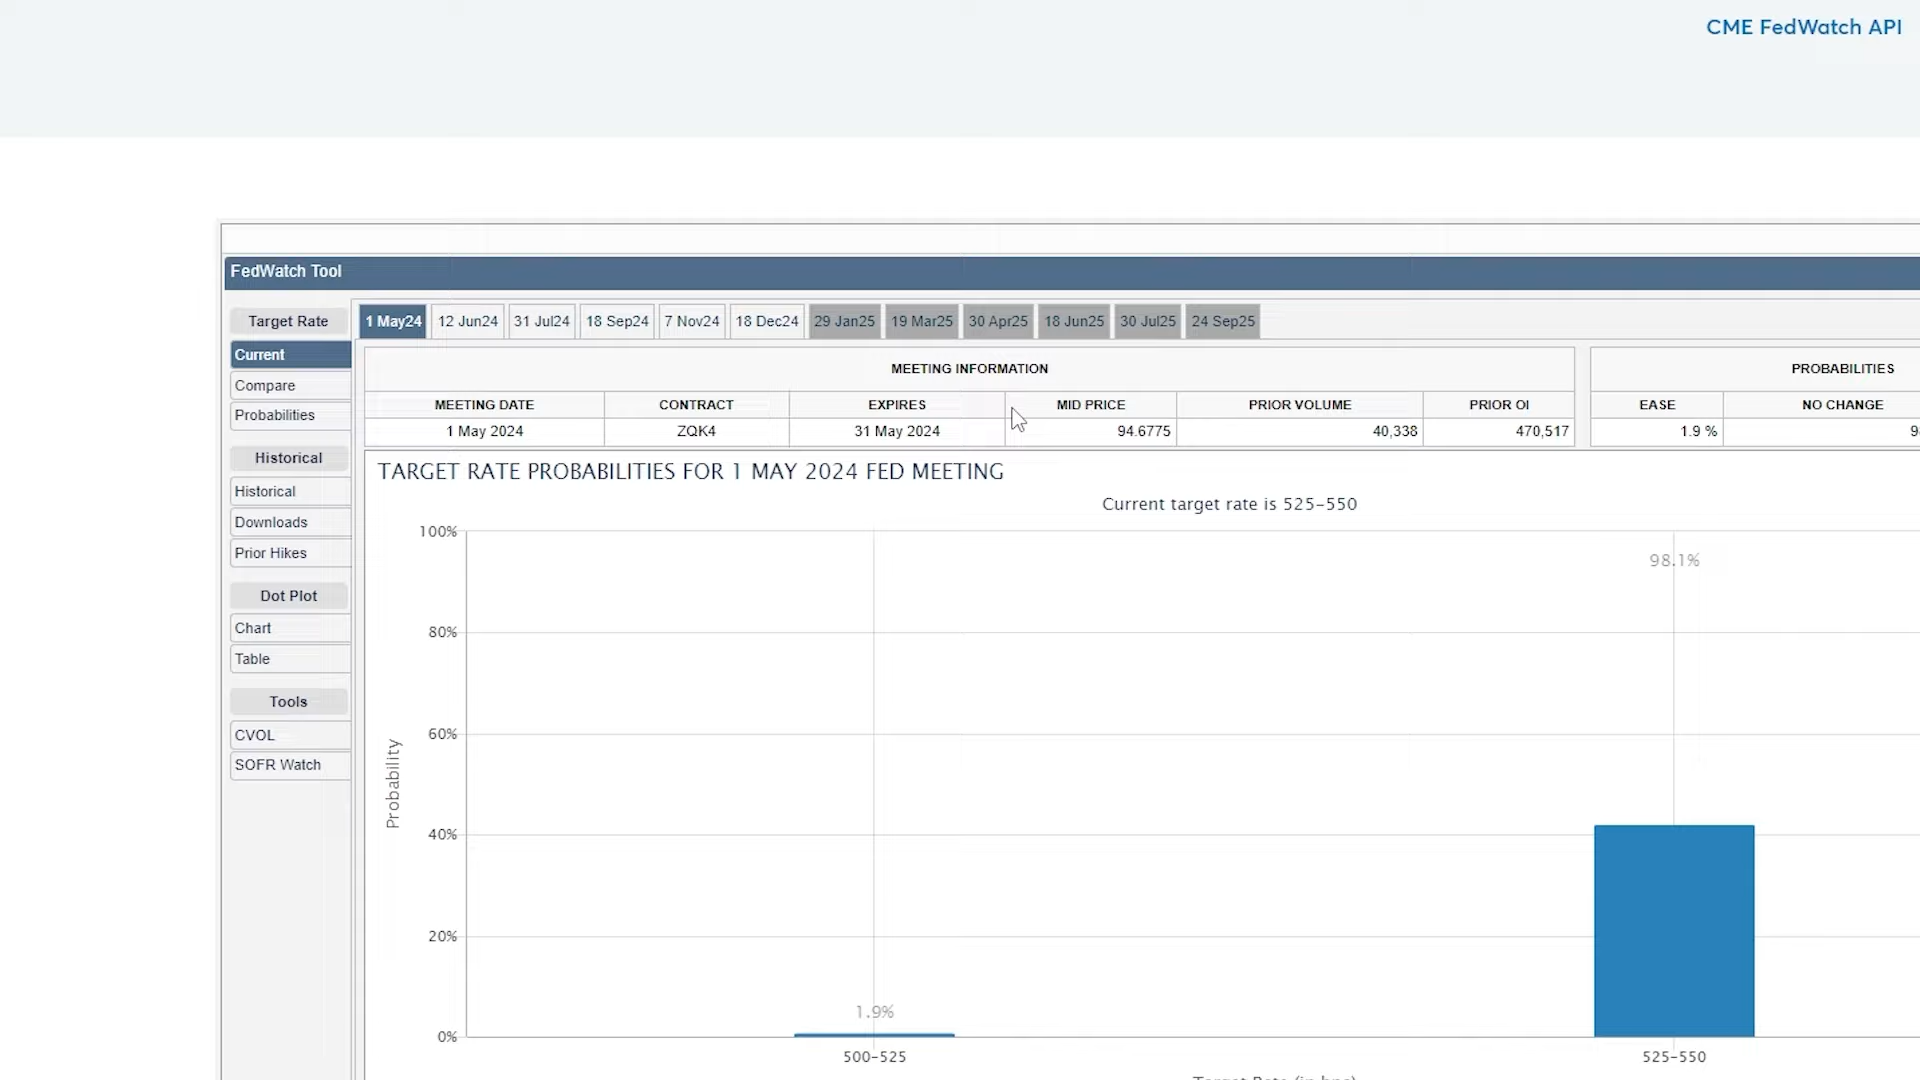 CME FedWatch API
FedWatch Tool
Target Rate
Current
Compare
Probabilities
Historical
Historical
Downloads
Prior Hikes
Dot Plot
Chart
Table
Tools
CVOL
SOFR Watch
1 May24 12 Jun24 31 Jul24 18 Sep24 7 Nov24 18 Dec24 29 Jan25 19 Mar25 30 Apr25 18 Jun25 30 Jul25 24 Sep25
MEETING INFORMATION
MEETING DATE CONTRACT EXPIRES MID PRICE PRIOR VOLUME PRIOR OI
1 May 2024 ZQK4 31 May 2024 94.6775 40,338 470,517
PROBABILITIES
EASE NO CHANGE
1.9 % 9
TARGET RATE PROBABILITIES FOR 1 MAY 2024 FED MEETING
Current target rate is 525-550
Probability
100%
80%
60%
40%
20%
0%
98.1%
1.9%
500-525 525-550
Target Rate (in bps)